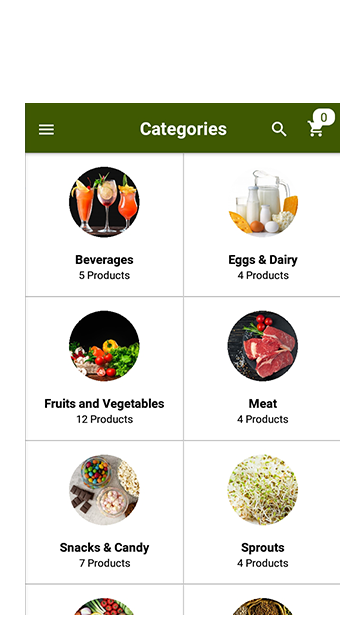 Categories
0
Beverages
5 Products
Eggs & Dairy
4 Products
Fruits and Vegetables
12 Products
Meat
4 Products
Snacks & Candy
7 Products
Sprouts
4 Products